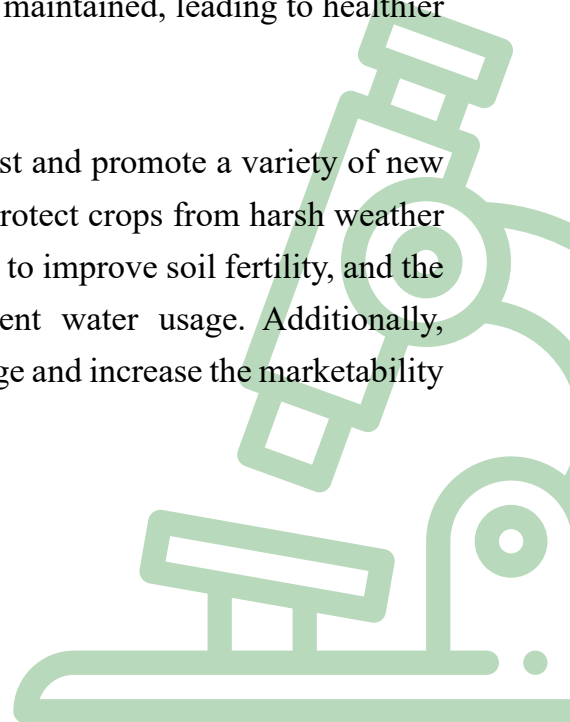 maintained, leading to healthier
st and promote a variety of new
rotect crops from harsh weather
to improve soil fertility, and the
ent water usage. Additionally,
ge and increase the marketability